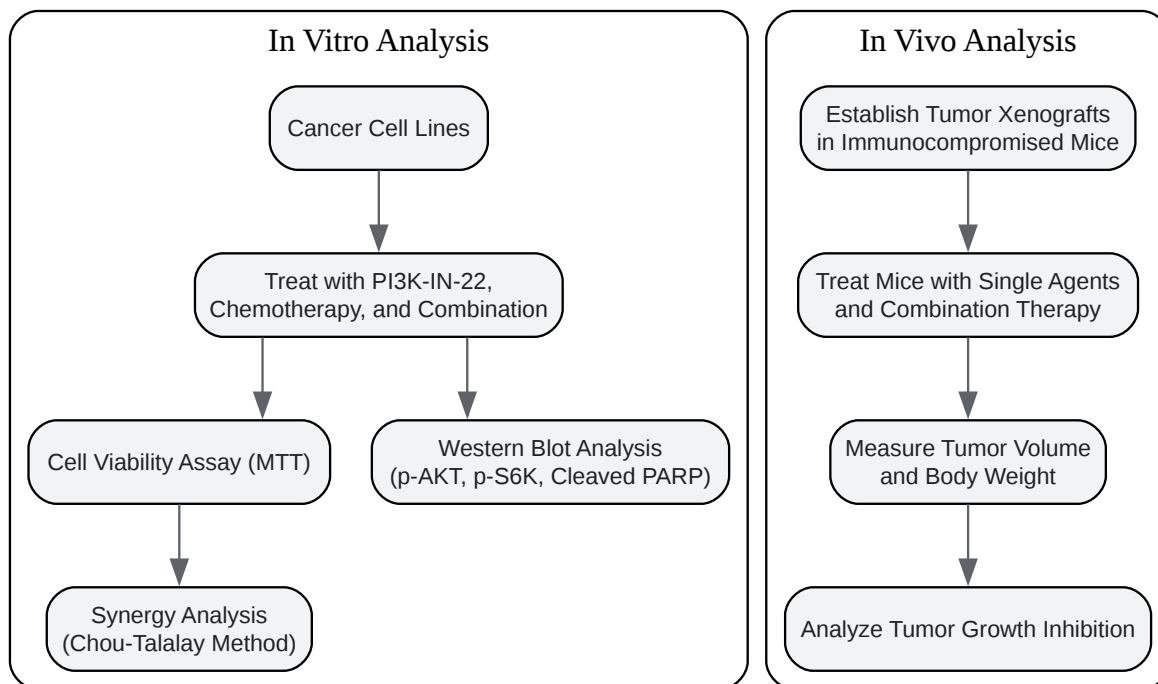 In Vitro Analysis
Cancer Cell Lines
Treat with PI3K-IN-22,
Chemotherapy, and Combination
Cell Viability Assay (MTT)
Western Blot Analysis
(p-AKT, p-S6K, Cleaved PARP)
Synergy Analysis
(Chou-Talalay Method)
In Vivo Analysis
Establish Tumor Xenografts
in Immunocompromised Mice
Treat Mice with Single Agents
and Combination Therapy
Measure Tumor Volume
and Body Weight
Analyze Tumor Growth Inhibition